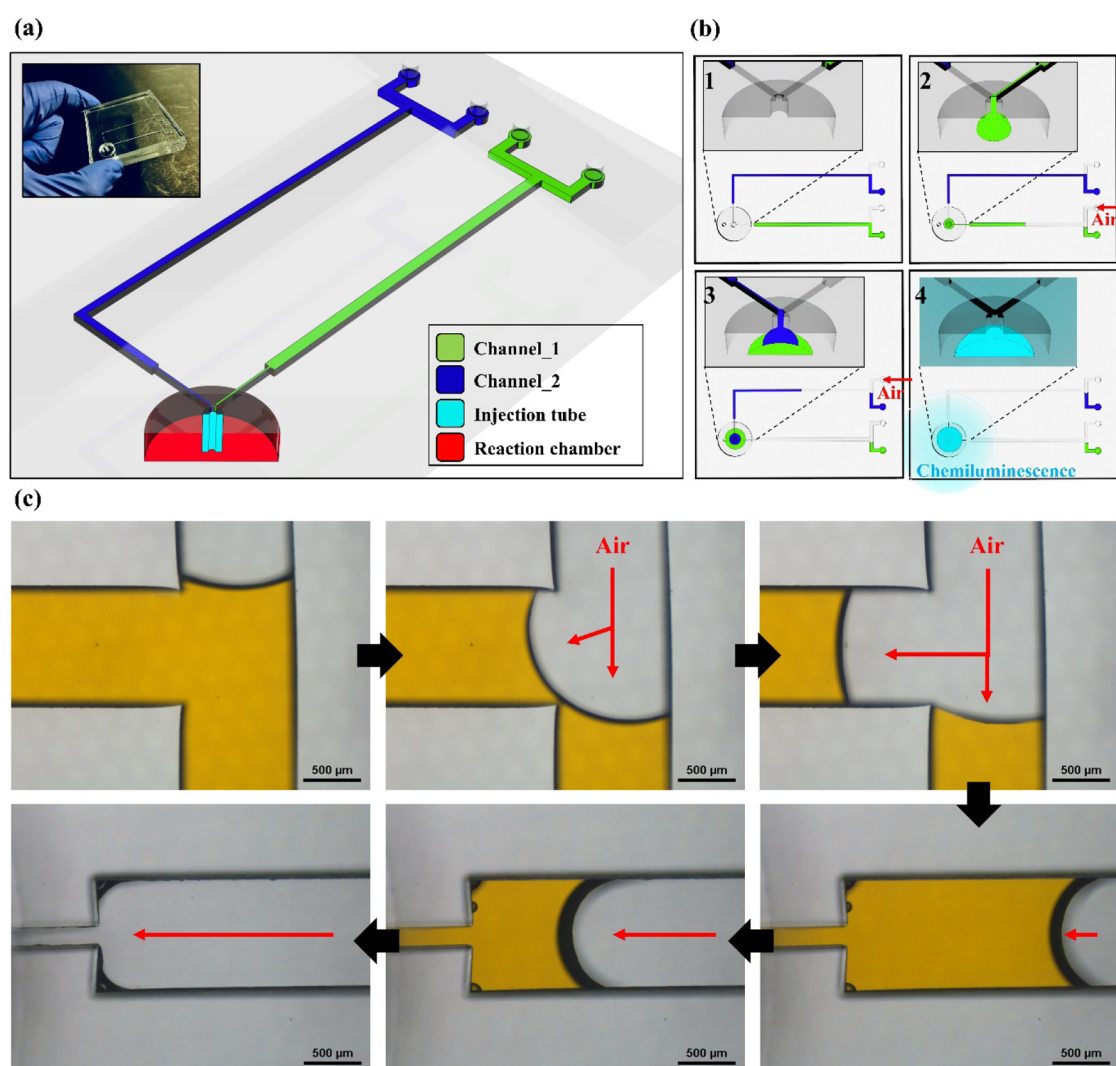 (a)
Channel_1
Channel_2
Injection tube
Reaction chamber
(b)
1
2
Air
3
Air
4
Chemiluminescence
(c)
500 µm
Air
500 µm
Air
500 µm
500 µm
500 µm
500 µm